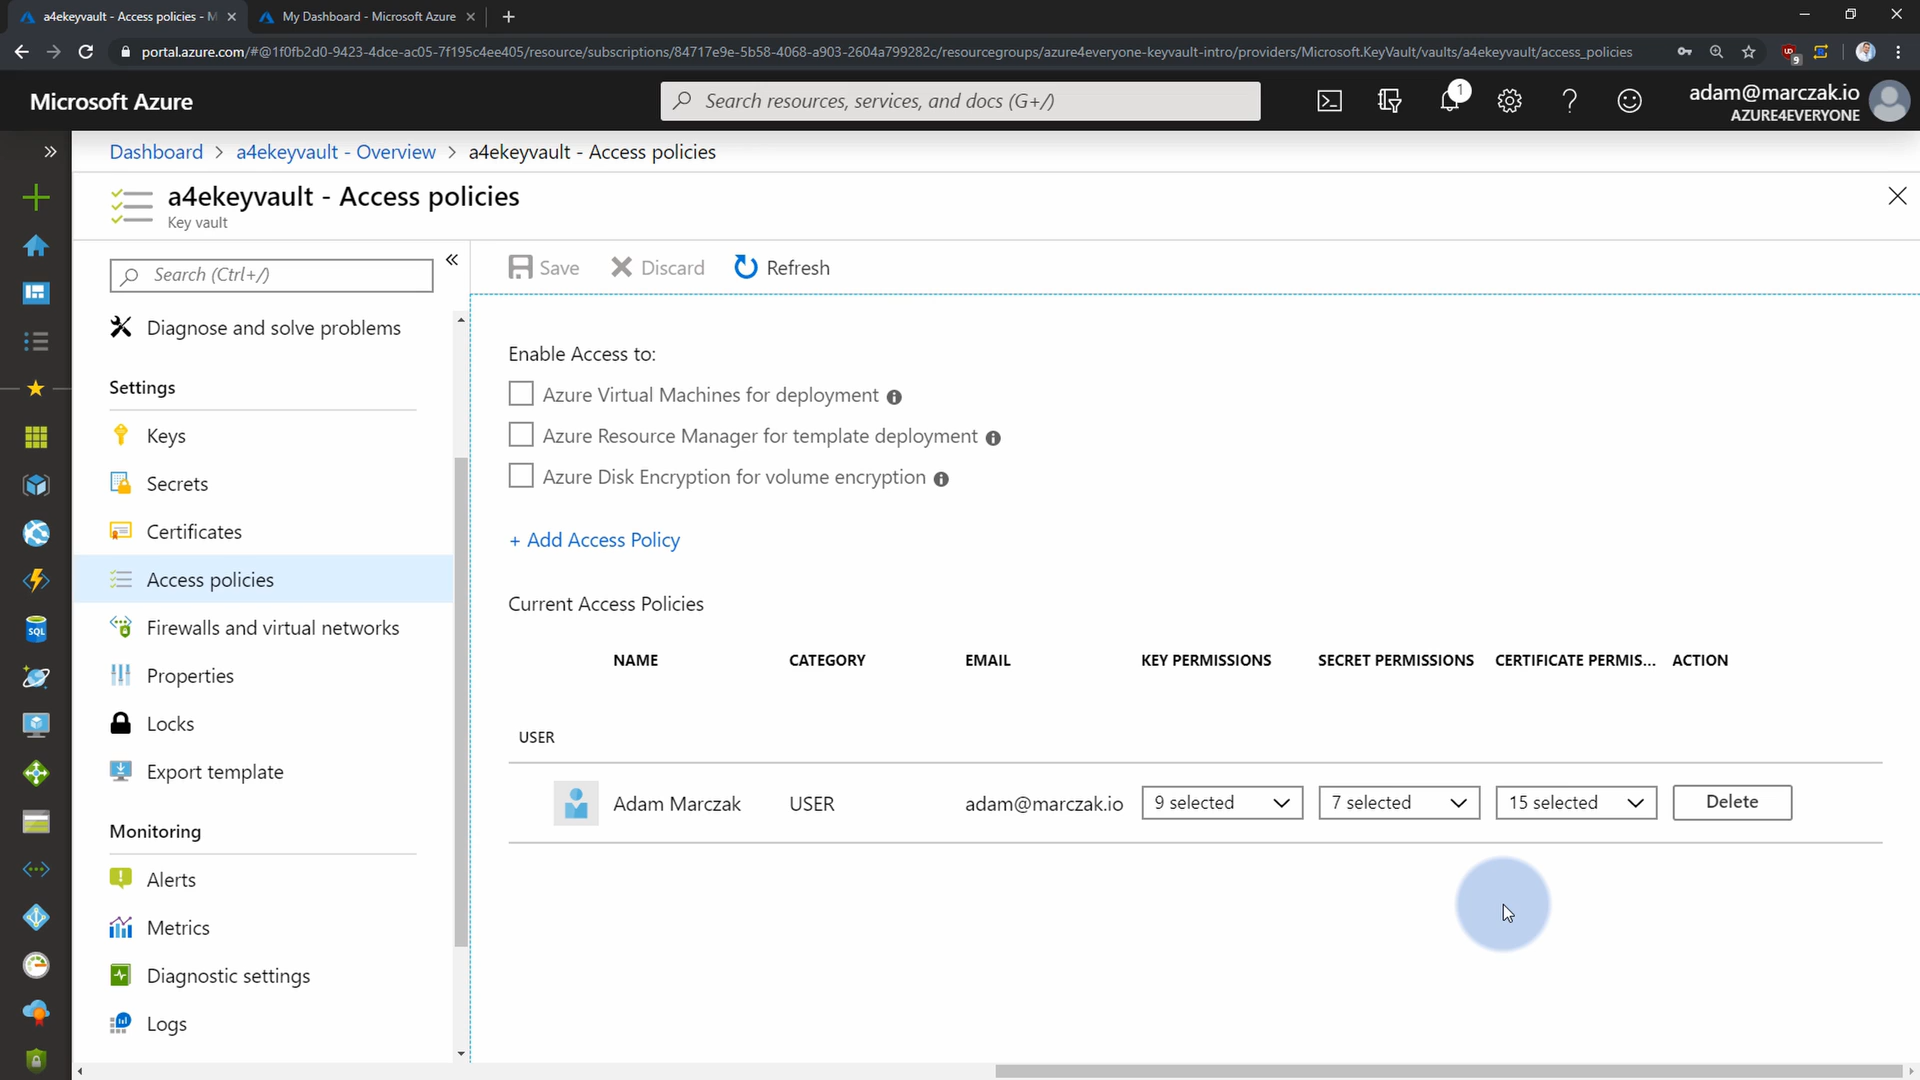 a4ekeyvault - Access policies - M
My Dashboard - Microsoft Azure
portal.azure.com/#@1f0fb2d0-9423-4dce-ac05-7f195c4ee405/resource/subscriptions/84717e9e-5b58-4068-a903-2604a799282c/resourcegroups/azure4everyone-keyvault-intro/providers/Microsoft.KeyVault/vaults/a4ekeyvault/access_policies
9
Microsoft Azure
Search resources, services, and docs (G+/)
1
adam@marczak.io
AZURE4EVERYONE
Dashboard > a4ekeyvault - Overview > a4ekeyvault - Access policies
a4ekeyvault - Access policies
Key vault
Search (Ctrl+/)
Diagnose and solve problems
Settings
Keys
Secrets
Certificates
Access policies
Firewalls and virtual networks
Properties
Locks
Export template
Monitoring
Alerts
Metrics
Diagnostic settings
Logs
SQL
Save
Discard
Refresh
Enable Access to:
Azure Virtual Machines for deployment
Azure Resource Manager for template deployment
Azure Disk Encryption for volume encryption
+ Add Access Policy
Current Access Policies
NAME CATEGORY EMAIL KEY PERMISSIONS SECRET PERMISSIONS CERTIFICATE PERMIS... ACTION
USER
Adam Marczak USER adam@marczak.io 9 selected 7 selected 15 selected Delete